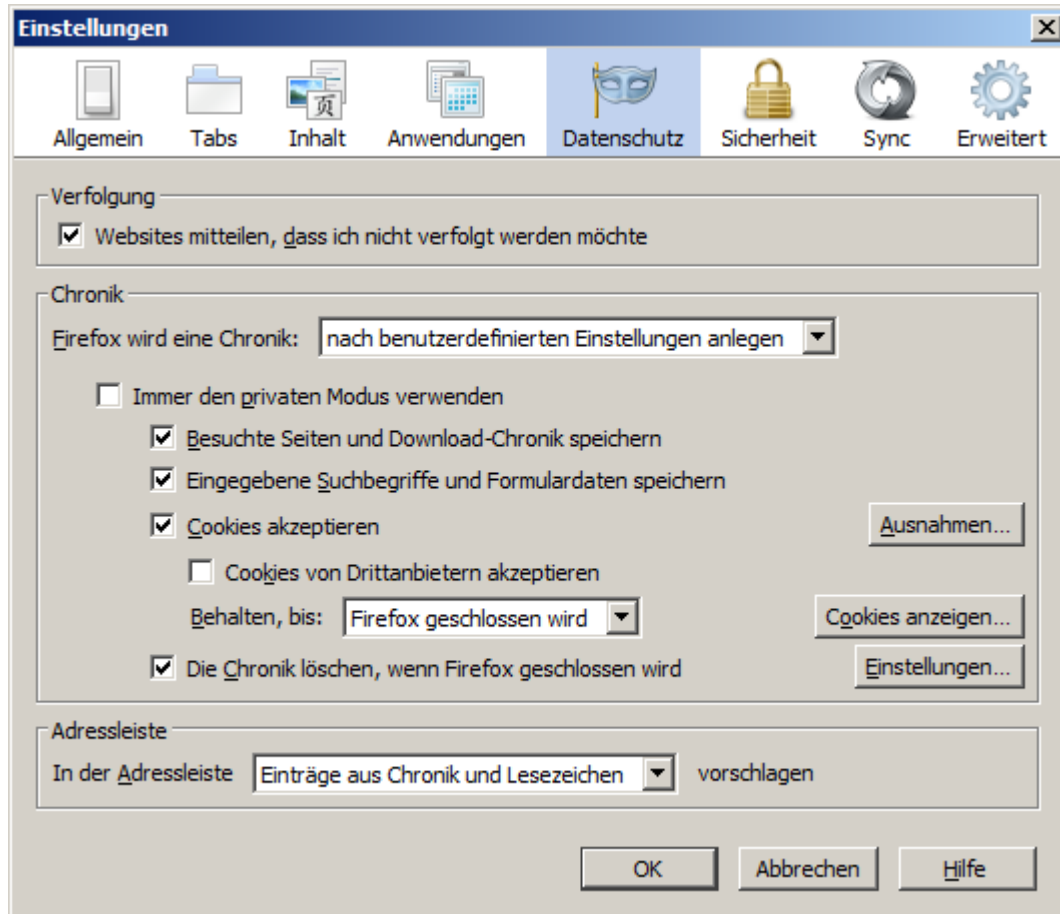 Einstellungen
Allgemein Tabs Inhalt Anwendungen Datenschutz Sicherheit Sync Erweitert
页
Verfolgung
Websites mitteilen, dass ich nicht verfolgt werden möchte
Chronik
Firefox wird eine Chronik: nach benutzerdefinierten Einstellungen anlegen
Immer den privaten Modus verwenden
Besuchte Seiten und Download-Chronik speichern
Eingegebene Suchbegriffe und Formulardaten speichern
Cookies akzeptieren Ausnahmen...
Cookies von Drittanbietern akzeptieren
Behalten, bis: Firefox geschlossen wird Cookies anzeigen...
Die Chronik löschen, wenn Firefox geschlossen wird Einstellungen...
Adressleiste
In der Adressleiste Einträge aus Chronik und Lesezeichen vorschlagen
OK Abbrechen Hilfe